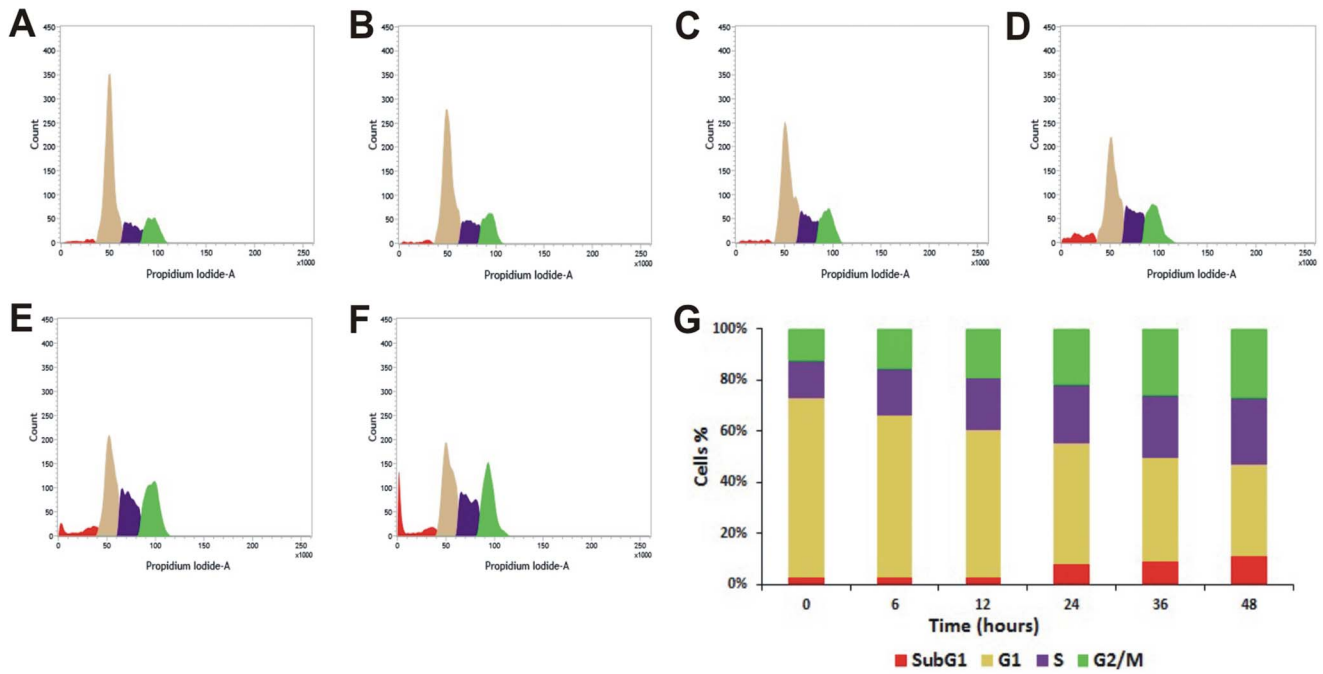 A
450
400
350
300
250
200
150
100
50
0
Count
0 50 100 150 200 250
x1000
Propidium Iodide-A
B
450
400
350
300
250
200
150
100
50
0
Count
0 50 100 150 200 250
x1000
Propidium Iodide-A
C
450
400
350
300
250
200
150
100
50
0
Count
0 50 100 150 200 250
x1000
Propidium Iodide-A
D
450
400
350
300
250
200
150
100
50
0
Count
0 50 100 150 200 250
x1000
Propidium Iodide-A
E
450
400
350
300
250
200
150
100
50
0
Count
0 50 100 150 200 250
x1000
Propidium Iodide-A
F
450
400
350
300
250
200
150
100
50
0
Count
0 50 100 150 200 250
x1000
Propidium Iodide-A
G
100%
80%
60%
40%
20%
0%
Cells %
0 6 12 24 36 48
Time (hours)
SubG1 G1 S G2/M